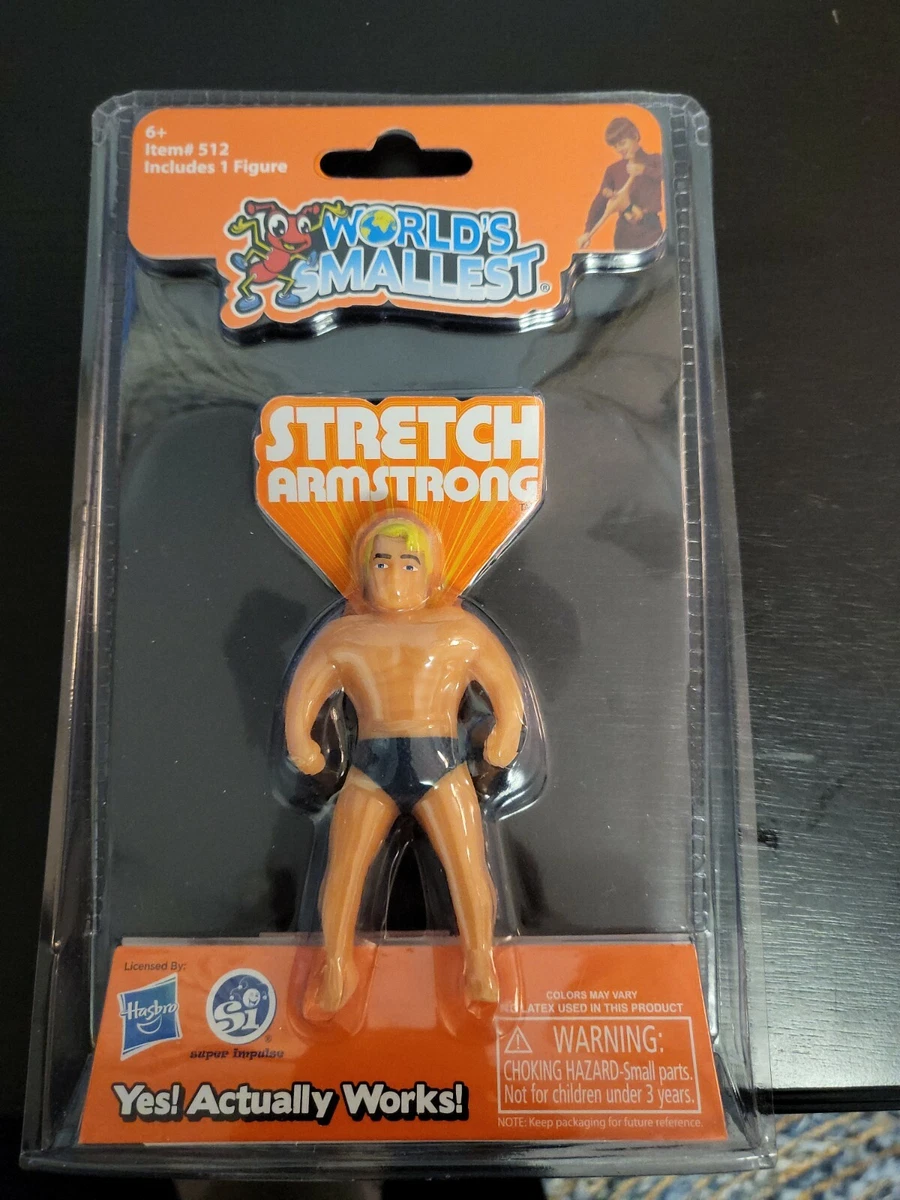 6+
Item# 512
Includes 1 Figure
WORLD'S
SMALLEST®
STRETCH
ARMSTRONG
TM
Licensed By:
Hasbro
Si®
super impulse
Yes! Actually Works!
COLORS MAY VARY
NO LATEX USED IN THIS PRODUCT
WARNING:
CHOKING HAZARD-Small parts.
Not for children under 3 years.
NOTE: Keep packaging for future reference.